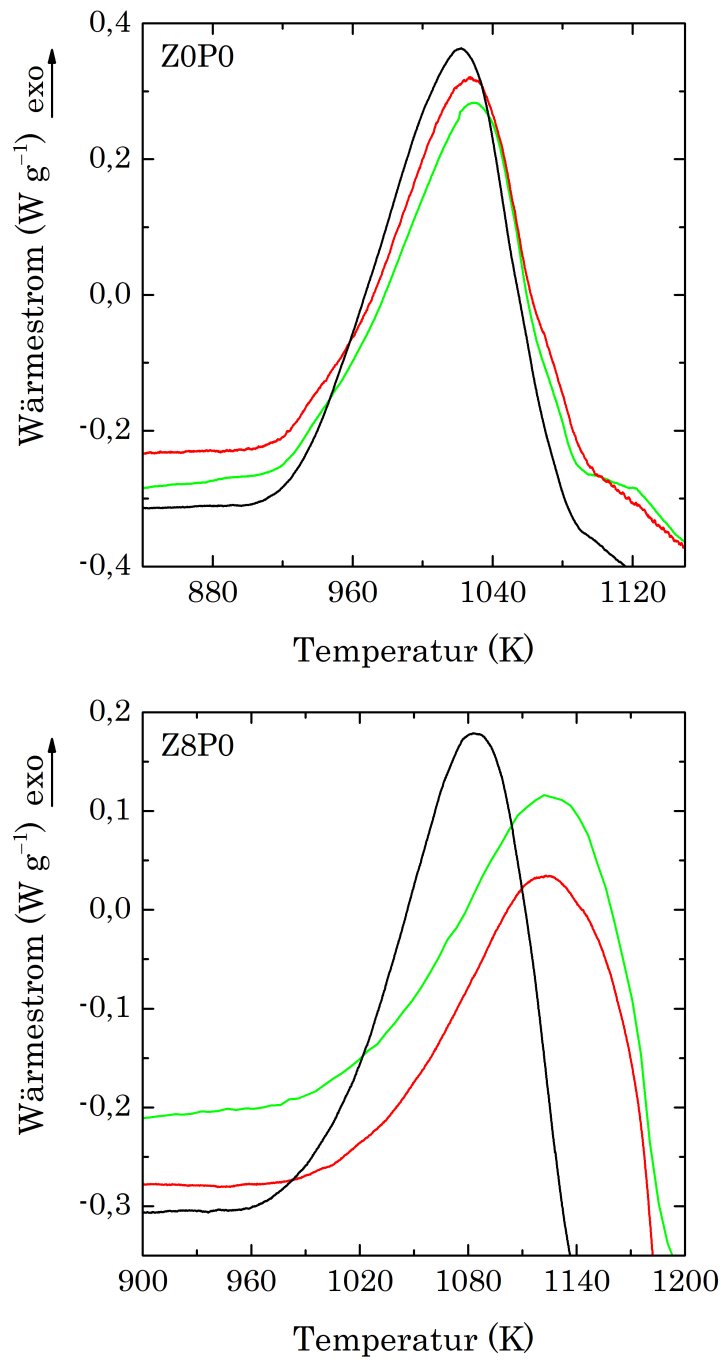 0,4
Z0P0
0,2
0,0
-0,2
-0,4
Wärmestrom (W g⁻¹) exo
880 960 1040 1120
Temperatur (K)
0,2
Z8P0
0,1
0,0
-0,1
-0,2
-0,3
Wärmestrom (W g⁻¹) exo
900 960 1020 1080 1140 1200
Temperatur (K)